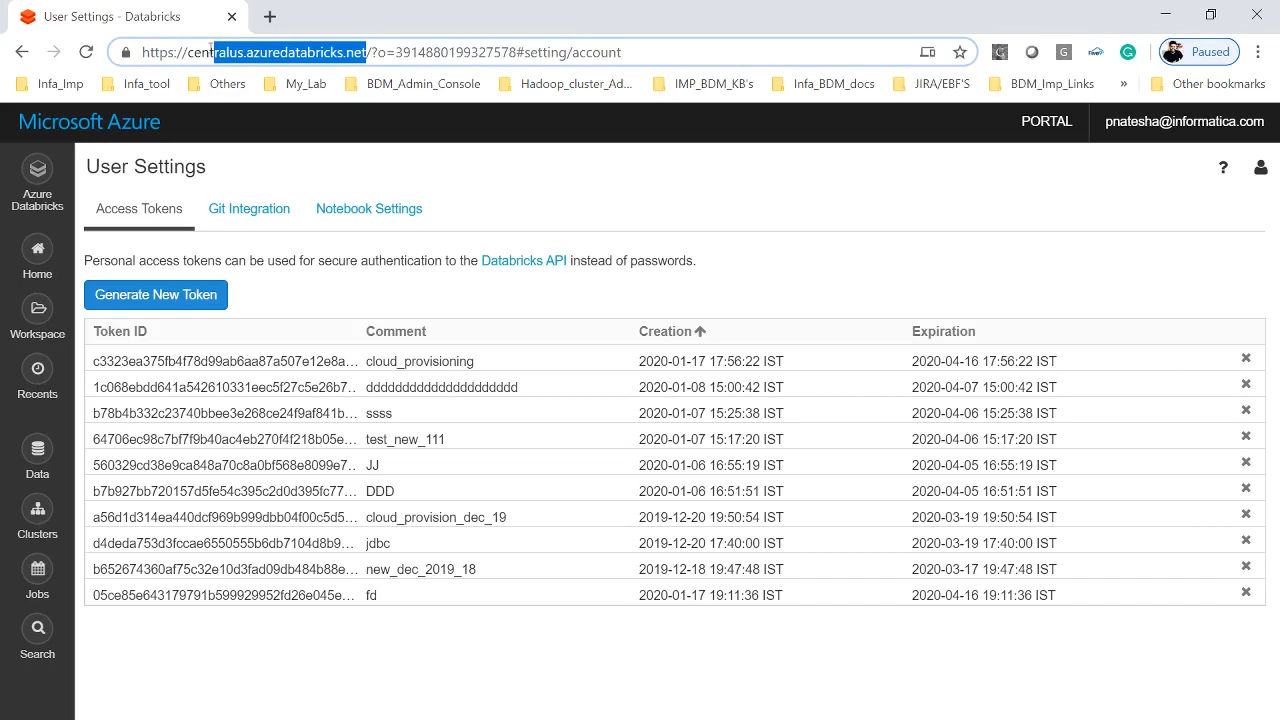 User Settings - Databricks
https://centralus.azuredatabricks.net/?o=3914880199327578#setting/account
Paused
Infa_Imp Infa_tool Others My_Lab BDM_Admin_Console Hadoop_cluster_Ad... IMP_BDM_KB's Infa_BDM_docs JIRA/EBF'S BDM_Imp_Links » Other bookmarks
Microsoft Azure PORTAL pnatesha@informatica.com
Azure
Databricks
Home
Workspace
Recents
Data
Clusters
Jobs
Search
User Settings ?
Access Tokens Git Integration Notebook Settings
Personal access tokens can be used for secure authentication to the Databricks API instead of passwords.
Generate New Token
Token ID Comment Creation Expiration
c3323ea375fb4f78d99ab6aa87a507e12e8a... cloud_provisioning 2020-01-17 17:56:22 IST 2020-04-16 17:56:22 IST
1c068ebdd641a542610331eec5f27c5e26b7... ddddddddddddddddddddd 2020-01-08 15:00:42 IST 2020-04-07 15:00:42 IST
b78b4b332c23740bbee3e268ce24f9af841b... ssss 2020-01-07 15:25:38 IST 2020-04-06 15:25:38 IST
64706ec98c7bf7f9b40ac4eb270f4f218b05e... test_new_111 2020-01-07 15:17:20 IST 2020-04-06 15:17:20 IST
560329cd38e9ca848a70c8a0bf568e8099e7... JJ 2020-01-06 16:55:19 IST 2020-04-05 16:55:19 IST
b7b927bb720157d5fe54c395c2d0d395fc77... DDD 2020-01-06 16:51:51 IST 2020-04-05 16:51:51 IST
a56d1d314ea440dcf969b999dbb04f00c5d5... cloud_provision_dec_19 2019-12-20 19:50:54 IST 2020-03-19 19:50:54 IST
d4deda753d3fccae6550555b6db7104d8b9... jdbc 2019-12-20 17:40:00 IST 2020-03-19 17:40:00 IST
b652674360af75c32e10d3fad09db484b88e... new_dec_2019_18 2019-12-18 19:47:48 IST 2020-03-17 19:47:48 IST
05ce85e643179791b599929952fd26e045e... fd 2020-01-17 19:11:36 IST 2020-04-16 19:11:36 IST